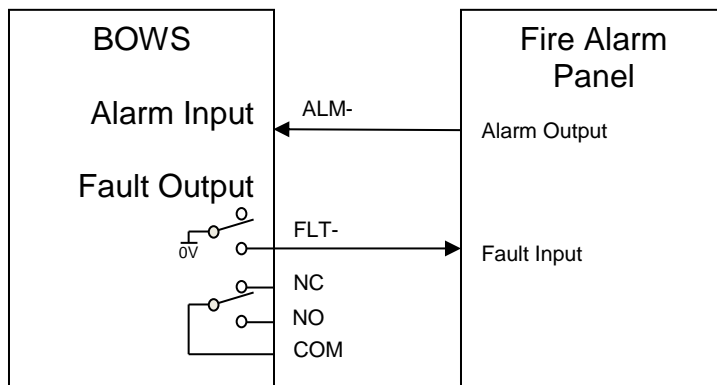 BOWS
Fire Alarm
Panel
Alarm Input
ALM-
Alarm Output
Fault Output
0V
FLT-
Fault Input
NC
NO
COM